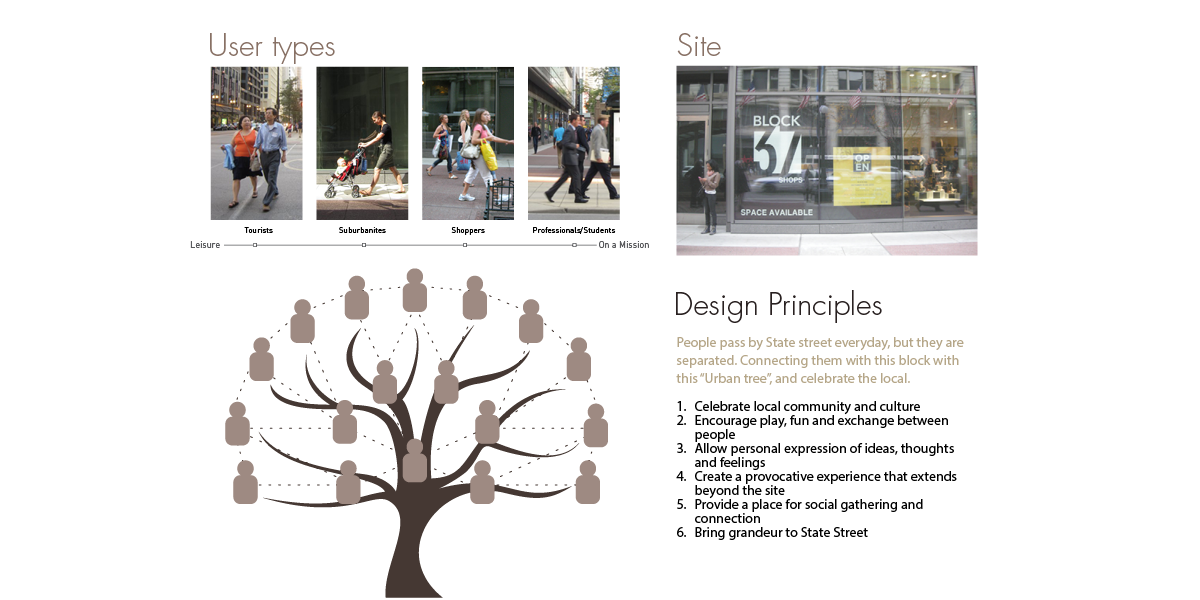 User types
Tourists
Suburbanites
Shoppers
Professionals/Students
Leisure
On a Mission
Site
BLOCK
37
SHOPS
OP
EN
SPACE AVAILABLE
Design Principles
People pass by State street everyday, but they are
separated. Connecting them with this block with
this “Urban tree”, and celebrate the local.
1. Celebrate local community and culture
2. Encourage play, fun and exchange between
people
3. Allow personal expression of ideas, thoughts
and feelings
4. Create a provocative experience that extends
beyond the site
5. Provide a place for social gathering and
connection
6. Bring grandeur to State Street